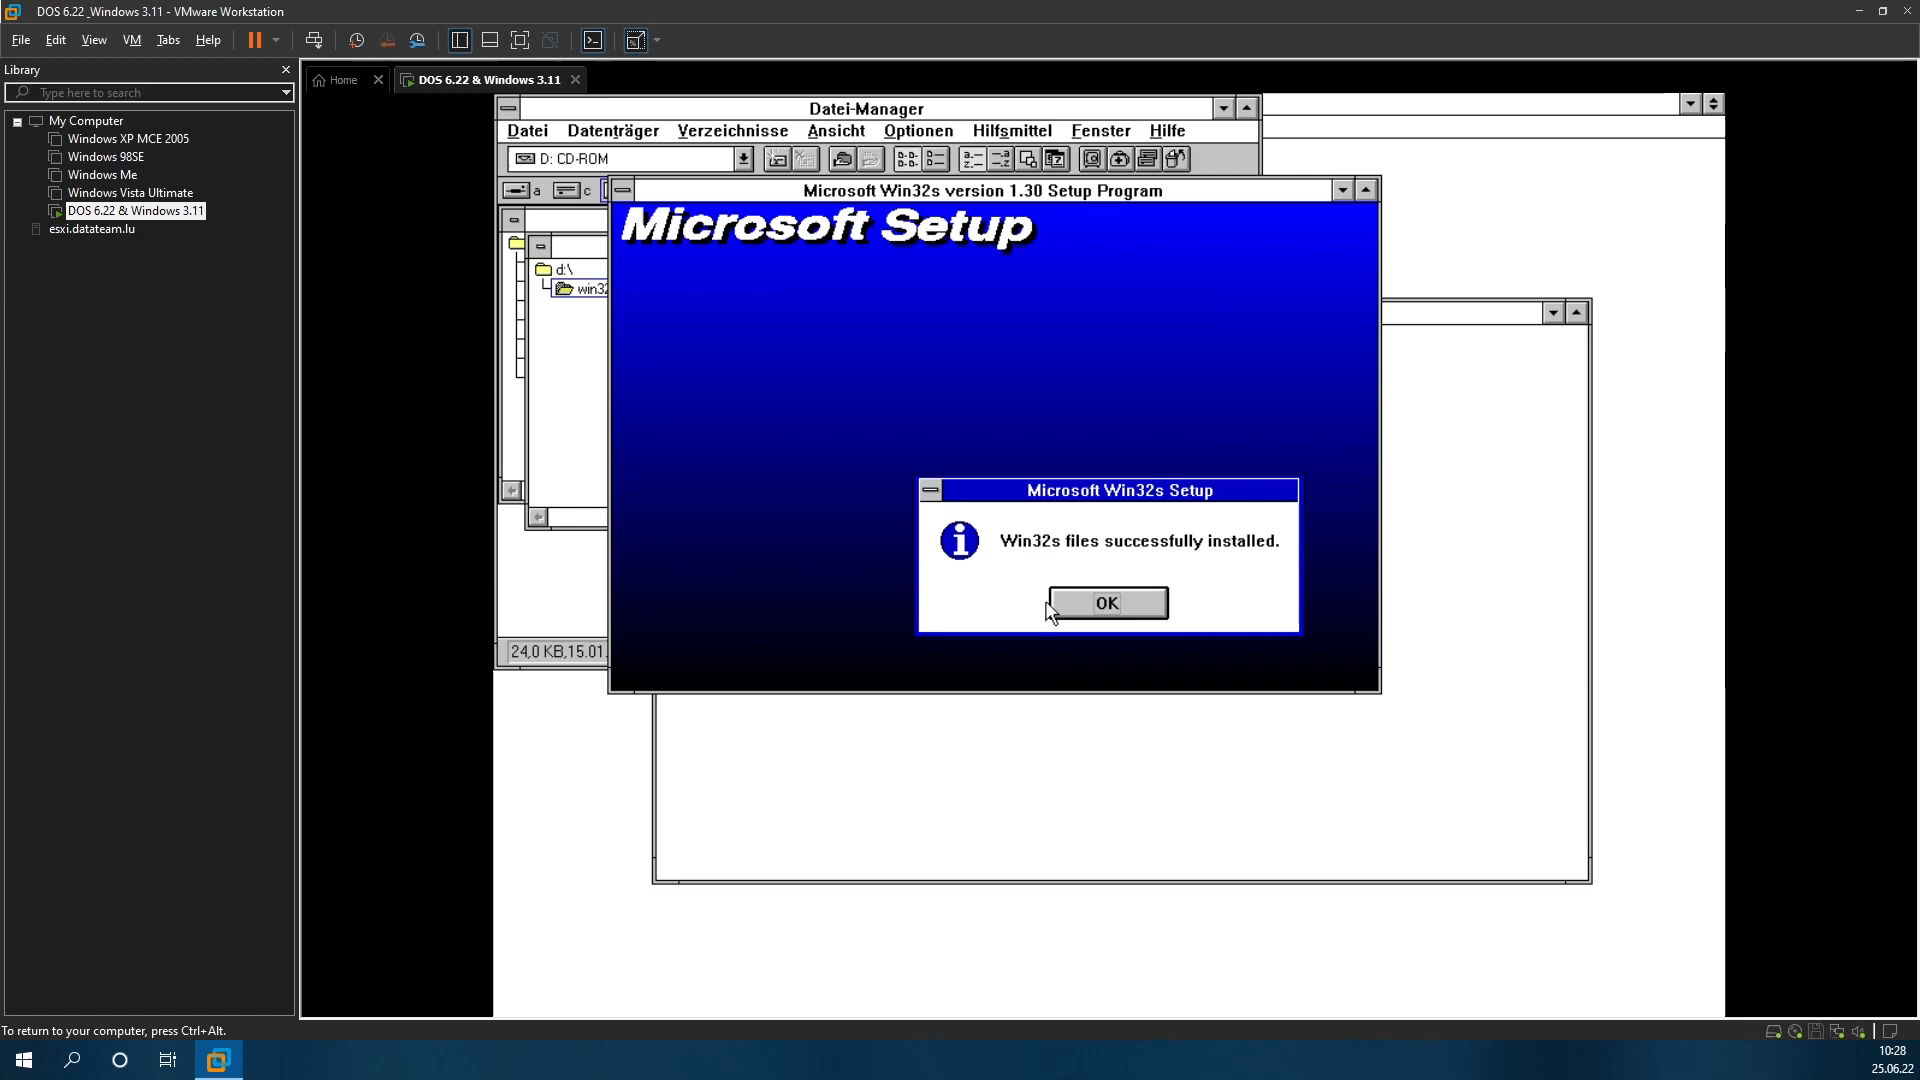 DOS 6.22 _Windows 3.11 - VMware Workstation
File Edit View VM Tabs Help
Library
Type here to search
My Computer
Windows XP MCE 2005
Windows 98SE
Windows Me
Windows Vista Ultimate
DOS 6.22 & Windows 3.11
esxi.datateam.lu
Home
DOS 6.22 & Windows 3.11
Datei-Manager
Datei Datenträger Verzeichnisse Ansicht Optionen Hilfsmittel Fenster Hilfe
D: CD-ROM
a c
Microsoft Win32s version 1.30 Setup Program
Microsoft Setup
d:\
win32
Microsoft Win32s Setup
Win32s files successfully installed.
OK
24,0 KB,15.01.
To return to your computer, press Ctrl+Alt.
10:28
25.06.22